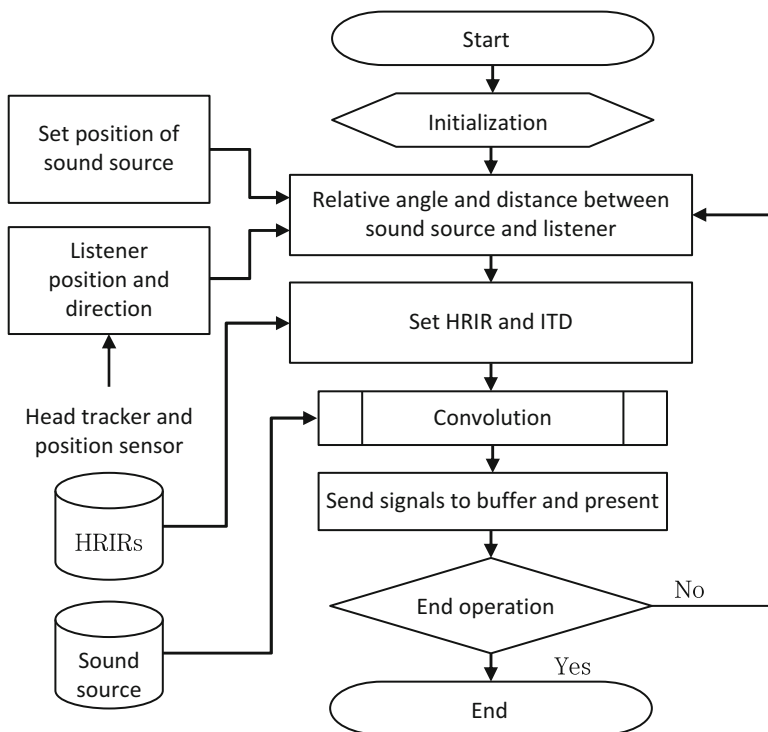 Start
Initialization
Set position of
sound source
Relative angle and distance between
sound source and listener
Listener
position and
direction
Set HRIR and ITD
Head tracker and
position sensor
Convolution
HRIRs
Send signals to buffer and present
End operation
No
Sound
source
Yes
End